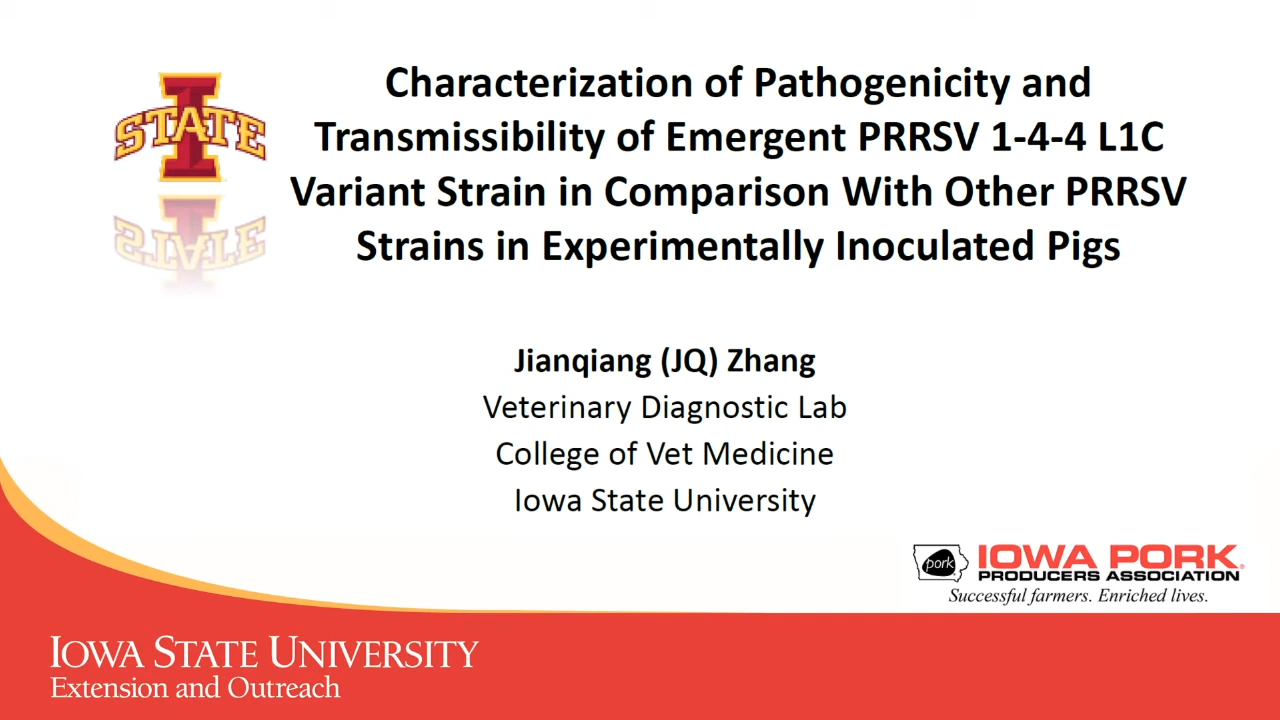 STATE
Characterization of Pathogenicity and
Transmissibility of Emergent PRRSV 1-4-4 L1C
Variant Strain in Comparison With Other PRRSV
Strains in Experimentally Inoculated Pigs
Jianqiang (JQ) Zhang
Veterinary Diagnostic Lab
College of Vet Medicine
Iowa State University
pork
IOWA PORK®
PRODUCERS ASSOCIATION
Successful farmers. Enriched lives.
IOWA STATE UNIVERSITY
Extension and Outreach